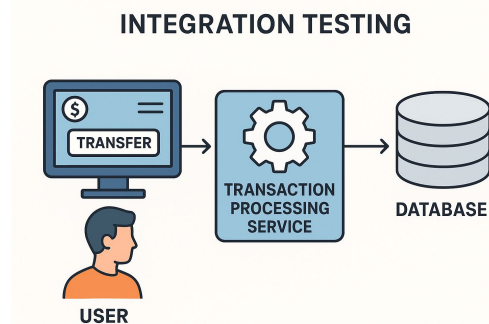 INTEGRATION TESTING
$
TRANSFER
TRANSACTION
PROCESSING
SERVICE
DATABASE
USER